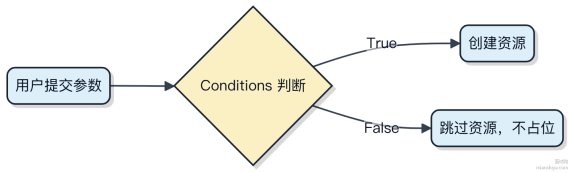 用户提交参数
Conditions 判断
True
创建资源
False
跳过资源，不占位